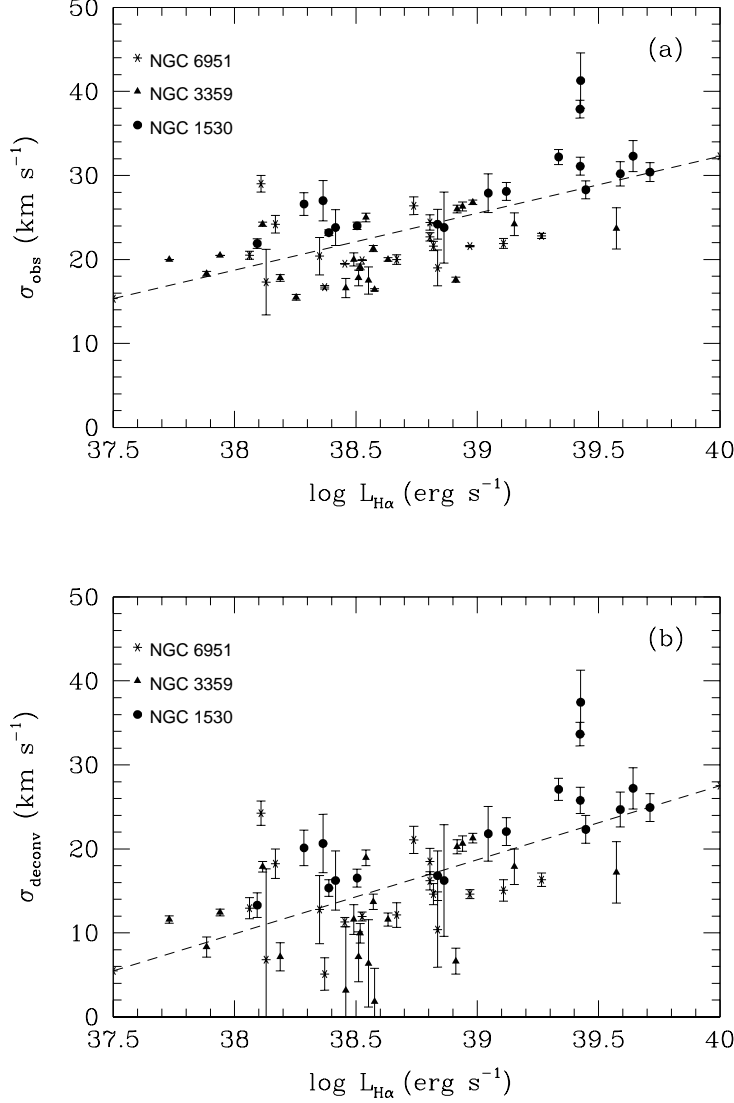 50
(a)
NGC 6951
40
NGC 3359
NGC 1530
30
σobs (km s⁻¹)
20
10
0
37.5 38 38.5 39 39.5 40
log LHα (erg s⁻¹)
50
(b)
NGC 6951
40
NGC 3359
NGC 1530
30
σdeconv (km s⁻¹)
20
10
0
37.5 38 38.5 39 39.5 40
log LHα (erg s⁻¹)